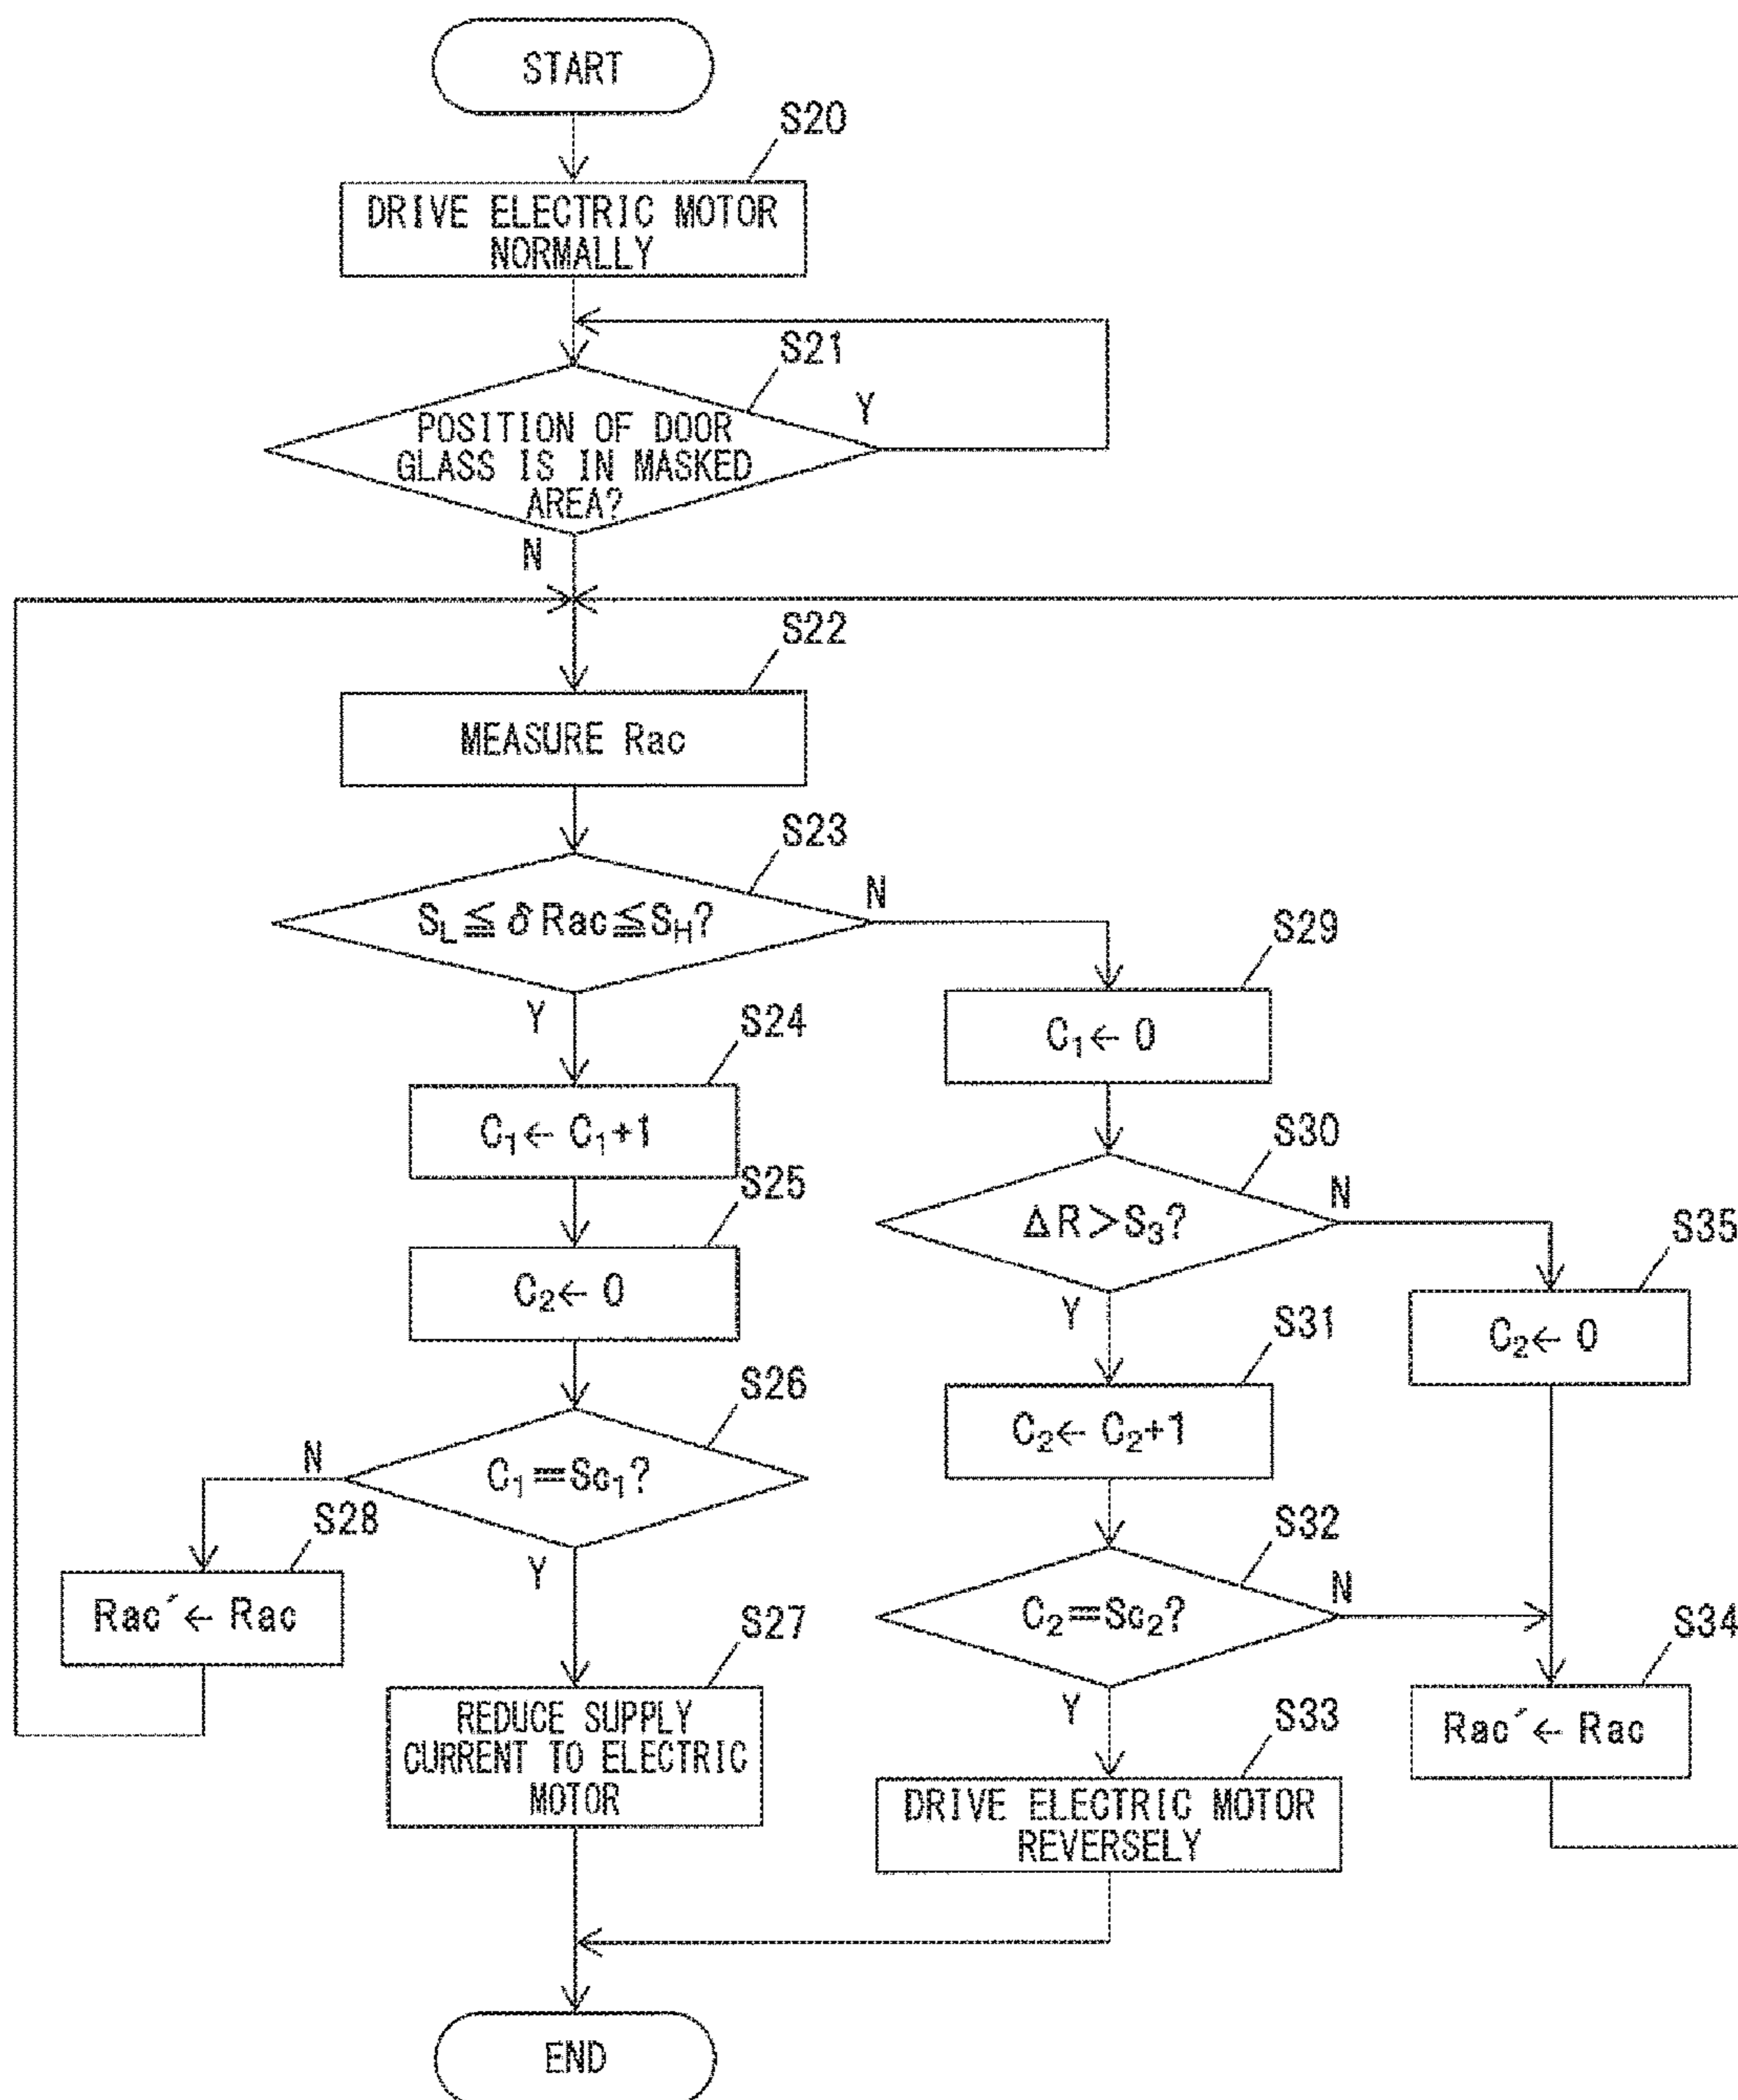 START
S20
DRIVE ELECTRIC MOTOR
NORMALLY
S21
POSITION OF DOOR
GLASS IS IN MASKED
AREA?
Y
N
S22
MEASURE Rac
S23
S_L ≦ δ Rac ≦ S_H?
N
Y
S24
C₁ ← C₁+1
S25
C₂ ← 0
S26
C₁=Sc₁?
N
Y
S28
Rac´ ← Rac
S27
REDUCE SUPPLY
CURRENT TO ELECTRIC
MOTOR
S29
C₁ ← 0
S30
ΔR>S₃?
N
Y
S35
C₂ ← 0
S31
C₂ ← C₂+1
S32
C₂=Sc₂?
N
Y
S34
Rac´ ← Rac
S33
DRIVE ELECTRIC MOTOR
REVERSELY
END